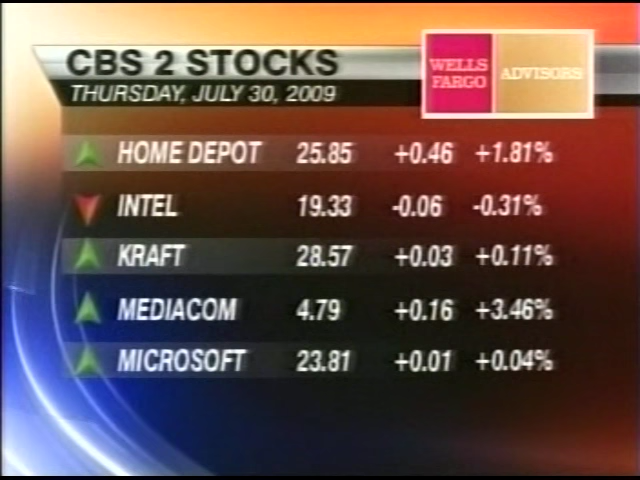 CBS 2 STOCKS
THURSDAY, JULY 30, 2009
WELLS
FARGO
ADVISORS
HOME DEPOT 25.85 +0.46 +1.81%
INTEL 19.33 -0.06 -0.31%
KRAFT 28.57 +0.03 +0.11%
MEDIACOM 4.79 +0.16 +3.46%
MICROSOFT 23.81 +0.01 +0.04%